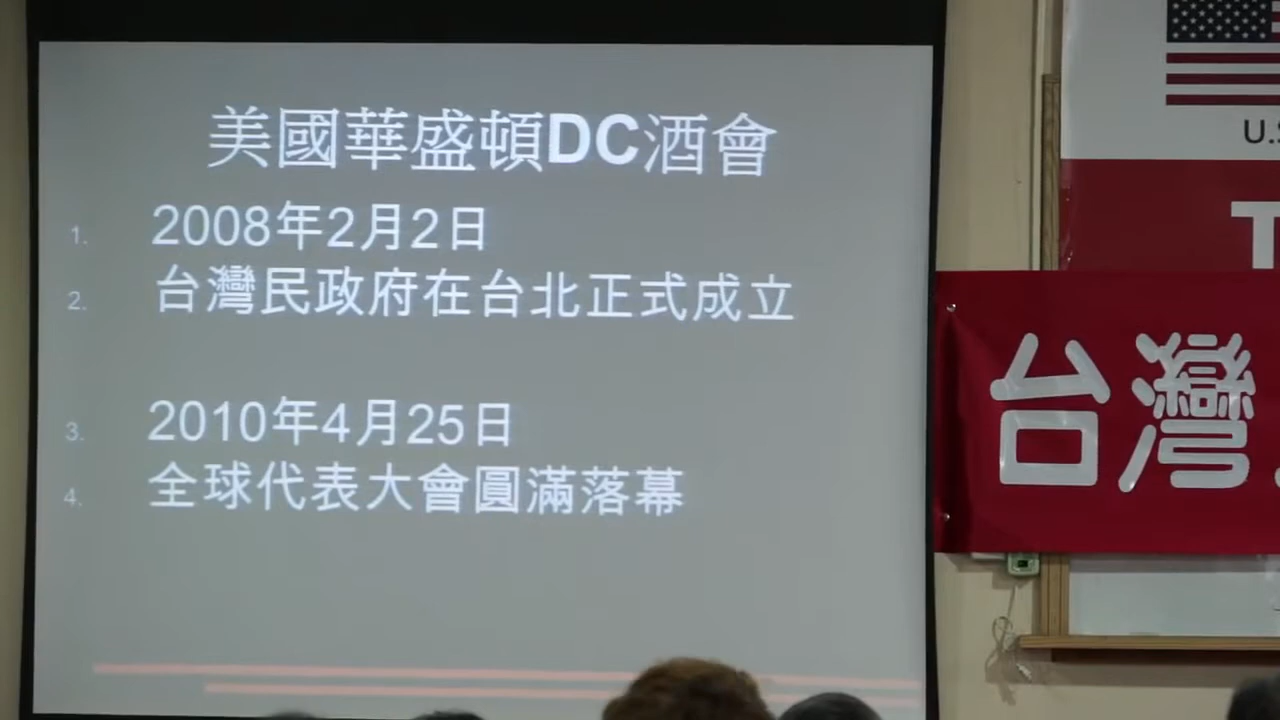 美國華盛頓DC酒會
1. 2008年2月2日
2. 台灣民政府在台北正式成立
3. 2010年4月25日
4. 全球代表大會圓滿落幕
U.S
T
台灣